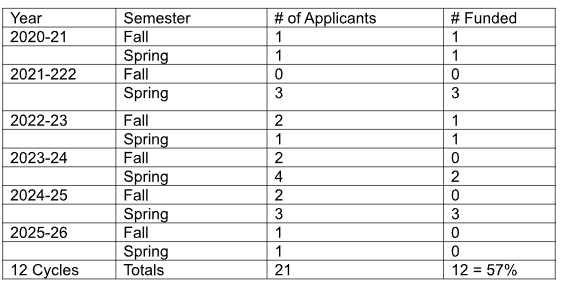 Year Semester # of Applicants # Funded
2020-21 Fall 1 1
Spring 1 1
2021-222 Fall 0 0
Spring 3 3
2022-23 Fall 2 1
Spring 1 1
2023-24 Fall 2 0
Spring 4 2
2024-25 Fall 2 0
Spring 3 3
2025-26 Fall 1 0
Spring 1 0
12 Cycles Totals 21 12 = 57%